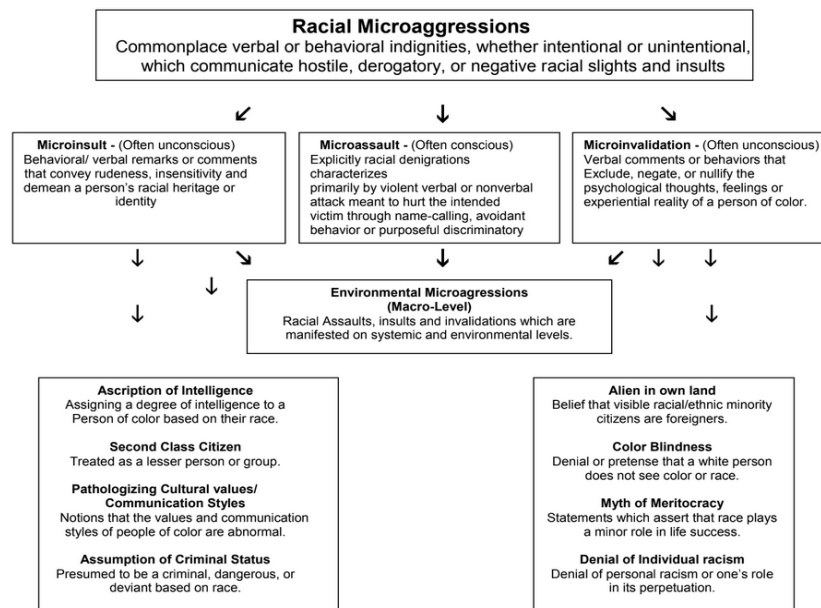 Racial Microaggressions
Commonplace verbal or behavioral indignities, whether intentional or unintentional,
which communicate hostile, derogatory, or negative racial slights and insults
Microinsult - (Often unconscious)
Behavioral/ verbal remarks or comments
that convey rudeness, insensitivity and
demean a person's racial heritage or
identity
Microassault - (Often conscious)
Explicitly racial denigrations
characterizes
primarily by violent verbal or nonverbal
attack meant to hurt the intended
victim through name-calling, avoidant
behavior or purposeful discriminatory
Microinvalidation - (Often unconscious)
Verbal comments or behaviors that
Exclude, negate, or nullify the
psychological thoughts, feelings or
experiential reality of a person of color.
Environmental Microagressions
(Macro-Level)
Racial Assaults, insults and invalidations which are
manifested on systemic and environmental levels.
Ascription of Intelligence
Assigning a degree of intelligence to a
Person of color based on their race.
Second Class Citizen
Treated as a lesser person or group.
Pathologizing Cultural values/
Communication Styles
Notions that the values and communication
styles of people of color are abnormal.
Assumption of Criminal Status
Presumed to be a criminal, dangerous, or
deviant based on race.
Alien in own land
Belief that visible racial/ethnic minority
citizens are foreigners.
Color Blindness
Denial or pretense that a white person
does not see color or race.
Myth of Meritocracy
Statements which assert that race plays
a minor role in life success.
Denial of Individual racism
Denial of personal racism or one's role
in its perpetuation.